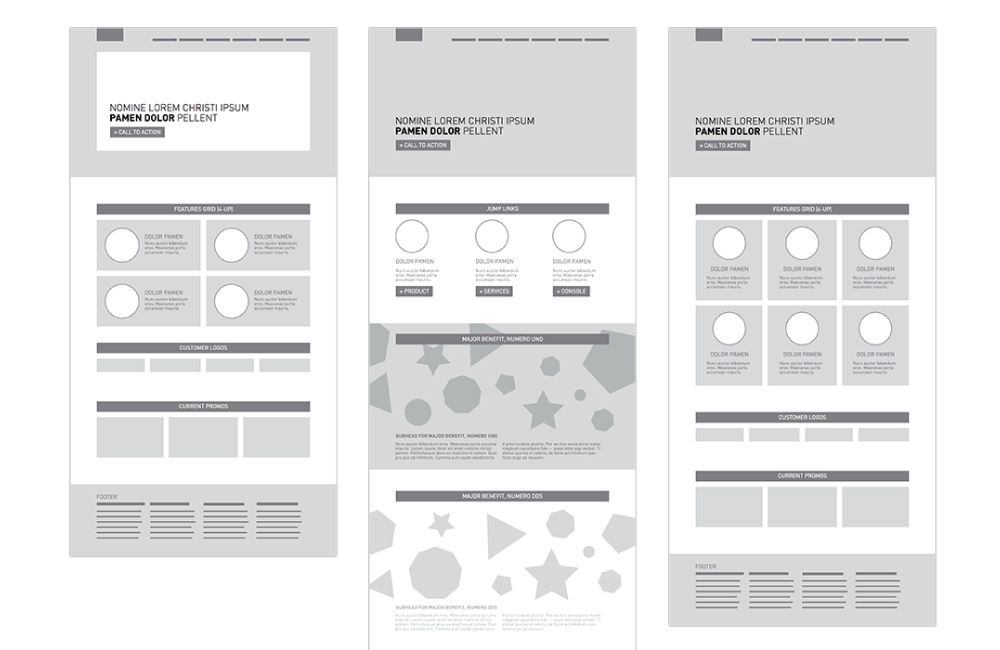 NOMINE LOREM CHRISTI IPSUM
PAMEN DOLOR PELLENT
» CALL TO ACTION
FEATURES GRID (4-UP)
DOLOR PAMEN
Nunc auctor bibendum
eros. Maecenas porta
accumsan mauris.
DOLOR PAMEN
Nunc auctor bibendum
eros. Maecenas porta
accumsan mauris.
DOLOR PAMEN
Nunc auctor bibendum
eros. Maecenas porta
accumsan mauris.
DOLOR PAMEN
Nunc auctor bibendum
eros. Maecenas porta
accumsan mauris.
CUSTOMER LOGOS
CURRENT PROMOS
FOOTER
NOMINE LOREM CHRISTI IPSUM
PAMEN DOLOR PELLENT
» CALL TO ACTION
JUMP LINKS
DOLOR PAMEN
Nunc auctor bibendum
eros. Maecenas porta
accumsan mauris.
» PRODUCT
DOLOR PAMEN
Nunc auctor bibendum
eros. Maecenas porta
accumsan mauris.
» SERVICES
DOLOR PAMEN
Nunc auctor bibendum
eros. Maecenas porta
accumsan mauris.
» CONSOLE
MAJOR BENEFIT, NUMERO UNO
SUBHEAD FOR MAJOR BENEFIT, NUMERO UNO
MAJOR BENEFIT, NUMERO DOS
SUBHEAD FOR MAJOR BENEFIT, NUMERO DOS
NOMINE LOREM CHRISTI IPSUM
PAMEN DOLOR PELLENT
» CALL TO ACTION
FEATURES GRID (6-UP)
DOLOR PAMEN
Nunc auctor bibendum
eros. Maecenas porta
accumsan mauris.
DOLOR PAMEN
Nunc auctor bibendum
eros. Maecenas porta
accumsan mauris.
DOLOR PAMEN
Nunc auctor bibendum
eros. Maecenas porta
accumsan mauris.
DOLOR PAMEN
Nunc auctor bibendum
eros. Maecenas porta
accumsan mauris.
DOLOR PAMEN
Nunc auctor bibendum
eros. Maecenas porta
accumsan mauris.
DOLOR PAMEN
Nunc auctor bibendum
eros. Maecenas porta
accumsan mauris.
CUSTOMER LOGOS
CURRENT PROMOS
FOOTER